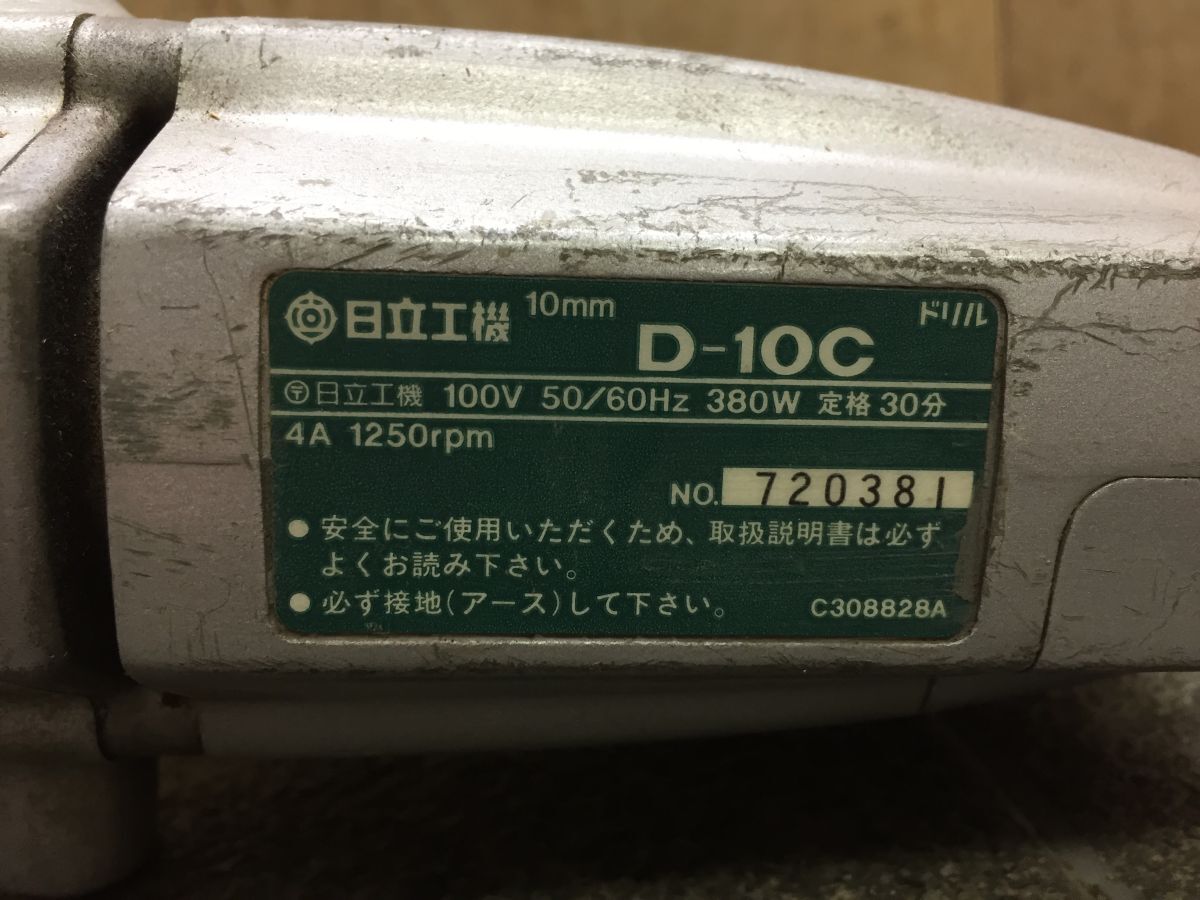 日立工機 10mm D-10C ドリル
〶日立工機 100V 50/60Hz 380W 定格30分
4A 1250rpm
NO. 720381
● 安全にご使用いただくため、取扱説明書は必ず
よくお読み下さい。
● 必ず接地(アース)して下さい。 C308828A